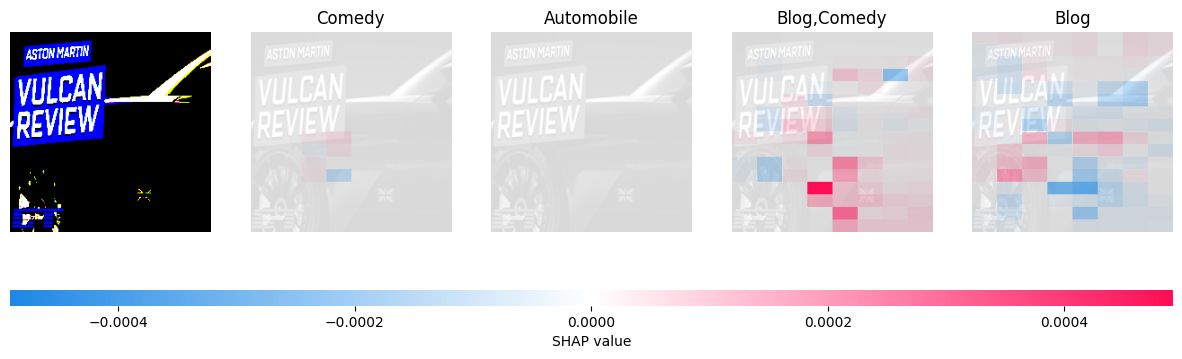 Comedy
Automobile
Blog,Comedy
Blog
ASTON MARTIN
VULCAN
REVIEW
ASTON MARTIN
VULCAN
REVIEW
ASTON MARTIN
VULCAN
REVIEW
ASTON MARTIN
VULCAN
REVIEW
ASTON MARTIN
VULCAN
REVIEW
−0.0004
−0.0002
0.0000
0.0002
0.0004
SHAP value